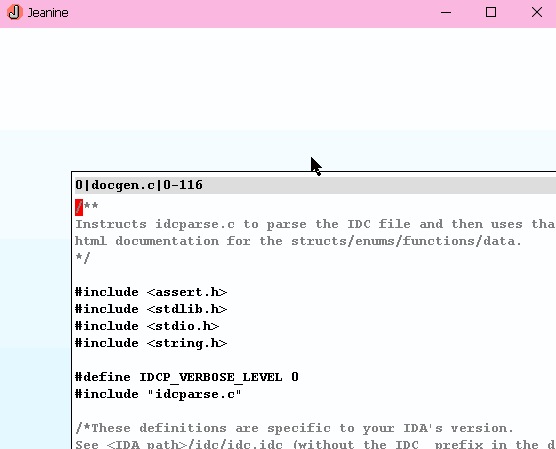 Jeanine
0|docgen.c|0-116
/**
Instructs idcparse.c to parse the IDC file and then uses tha
html documentation for the structs/enums/functions/data.
*/
#include <assert.h>
#include <stdlib.h>
#include <stdio.h>
#include <string.h>
#define IDCP_VERBOSE_LEVEL 0
#include "idcparse.c"
/*These definitions are specific to your IDA's version.
See <IDA path>/idc/idc.idc (without the IDC_ prefix in the d